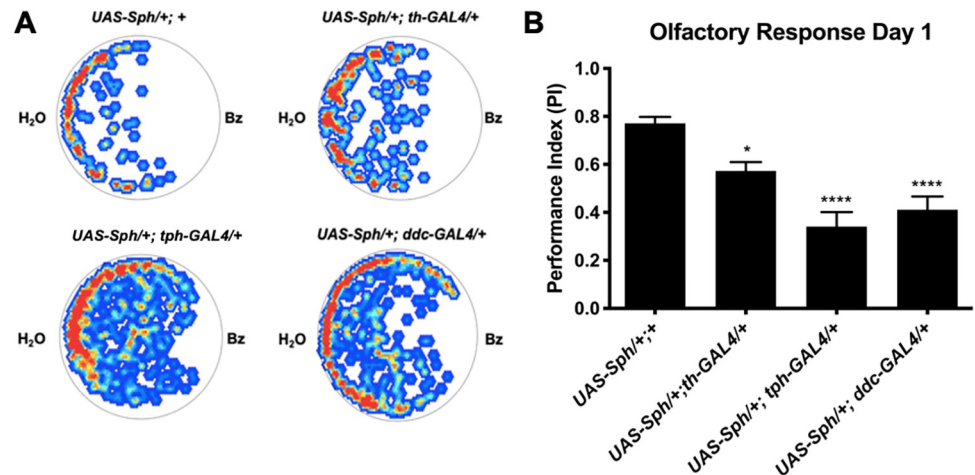 A
UAS-Sph/+; +
UAS-Sph/+; th-GAL4/+
H2O
Bz
H2O
Bz
UAS-Sph/+; tph-GAL4/+
UAS-Sph/+; ddc-GAL4/+
H2O
Bz
H2O
Bz
B
Olfactory Response Day 1
Performance Index (PI)
1.0
0.8
0.6
0.4
0.2
0.0
*
****
****
UAS-Sph/+;+
UAS-Sph/+;th-GAL4/+
UAS-Sph/+; tph-GAL4/+
UAS-Sph/+; ddc-GAL4/+